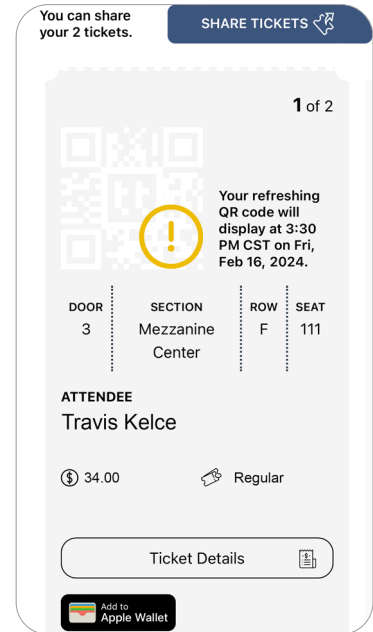 You can share
your 2 tickets.
SHARE TICKETS
1 of 2
Your refreshing
QR code will
display at 3:30
PM CST on Fri,
Feb 16, 2024.
DOOR SECTION ROW SEAT
3 Mezzanine F 111
Center
ATTENDEE
Travis Kelce
$ 34.00 Regular
Ticket Details
Add to
Apple Wallet